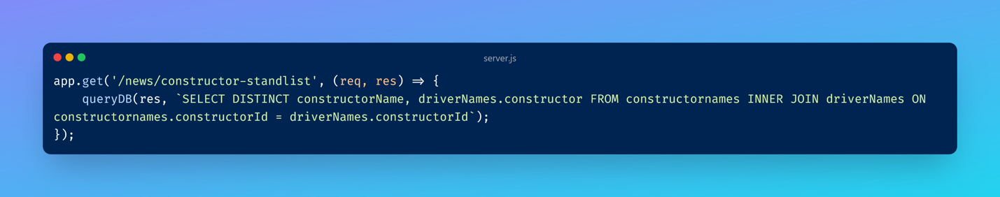 server.js
app.get('/news/constructor-standlist', (req, res) => {
    queryDB(res, `SELECT DISTINCT constructorName, driverNames.constructor FROM constructornames INNER JOIN driverNames ON
constructornames.constructorId = driverNames.constructorId`);
});